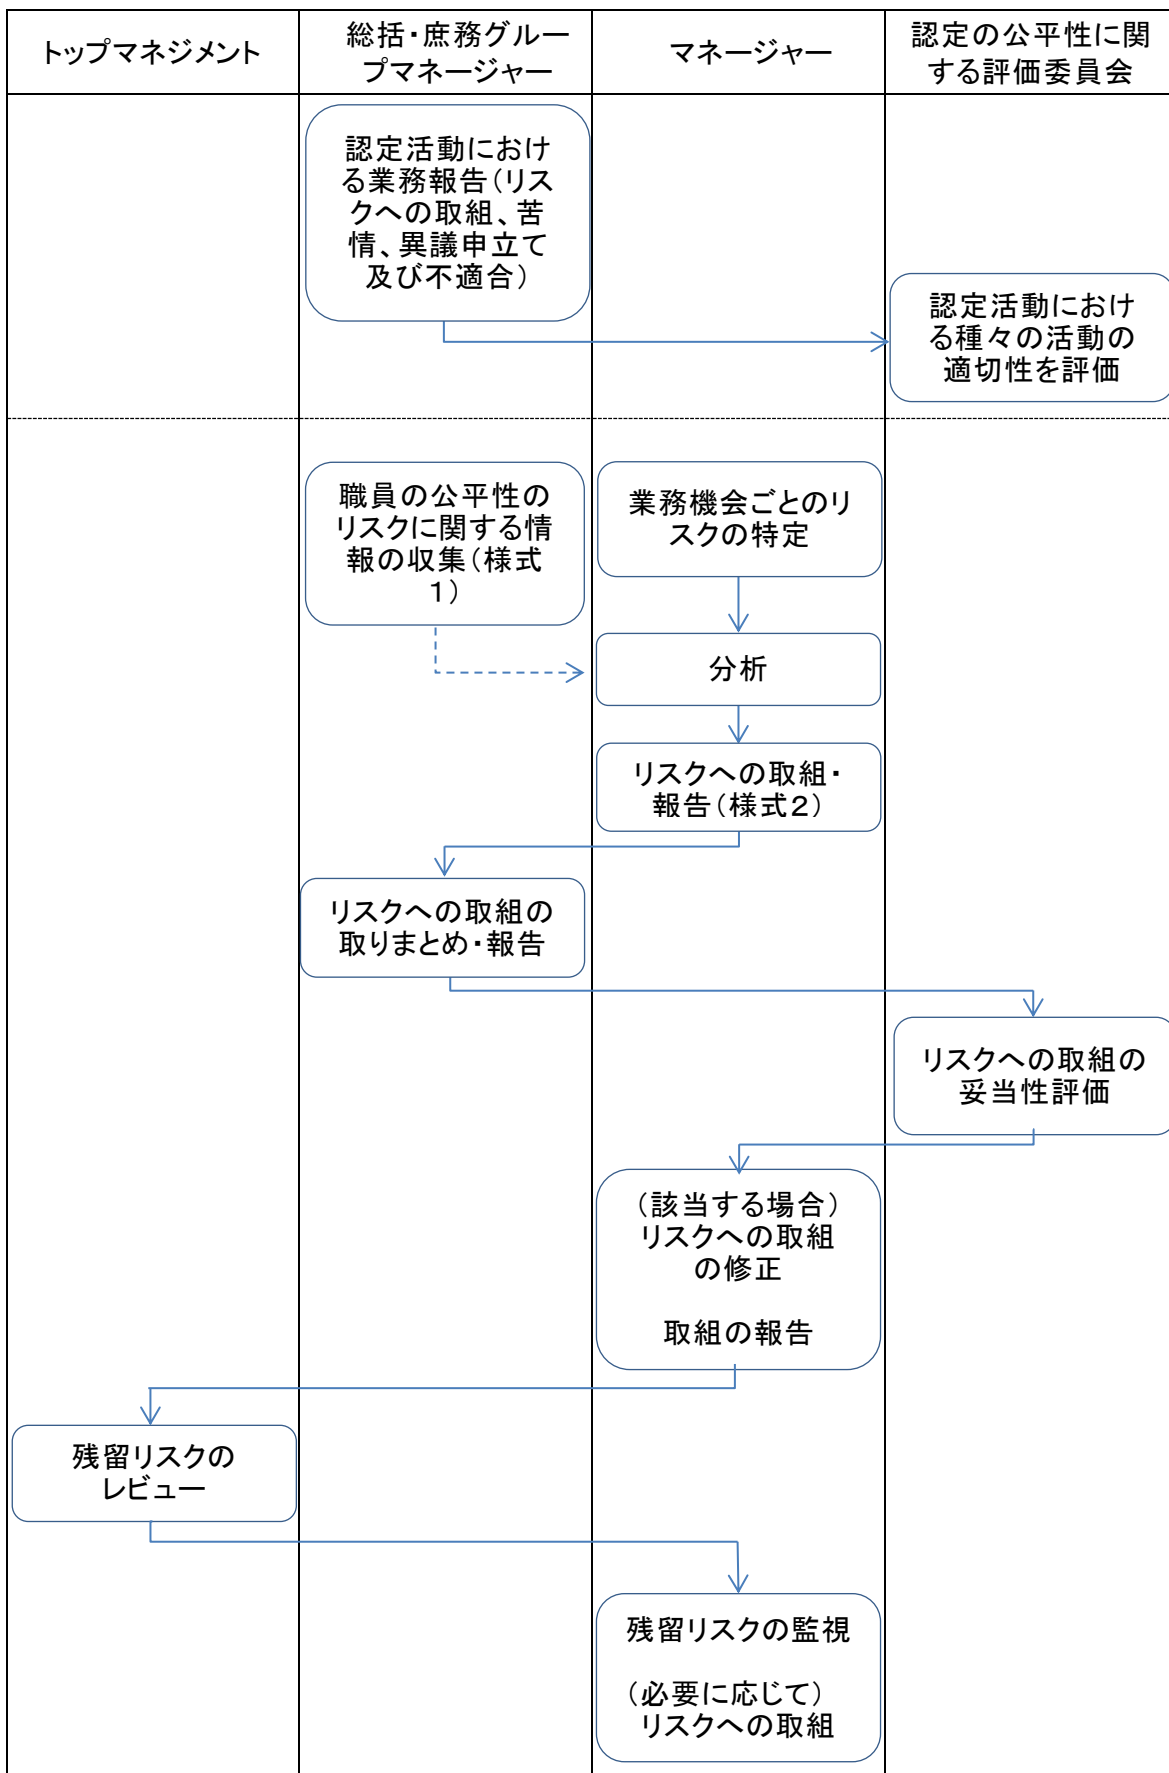 トップマネジメント
総括・庶務グルー
プマネージャー
マネージャー
認定の公平性に関
する評価委員会
認定活動におけ
る業務報告（リス
クへの取組、苦
情、異議申立て
及び不適合）
認定活動におけ
る種々の活動の
適切性を評価
職員の公平性の
リスクに関する情
報の収集（様式
１）
業務機会ごとのリ
スクの特定
分析
リスクへの取組・
報告（様式２）
リスクへの取組の
取りまとめ・報告
リスクへの取組の
妥当性評価
（該当する場合）
リスクへの取組
の修正
取組の報告
残留リスクの
レビュー
残留リスクの監視
（必要に応じて）
リスクへの取組